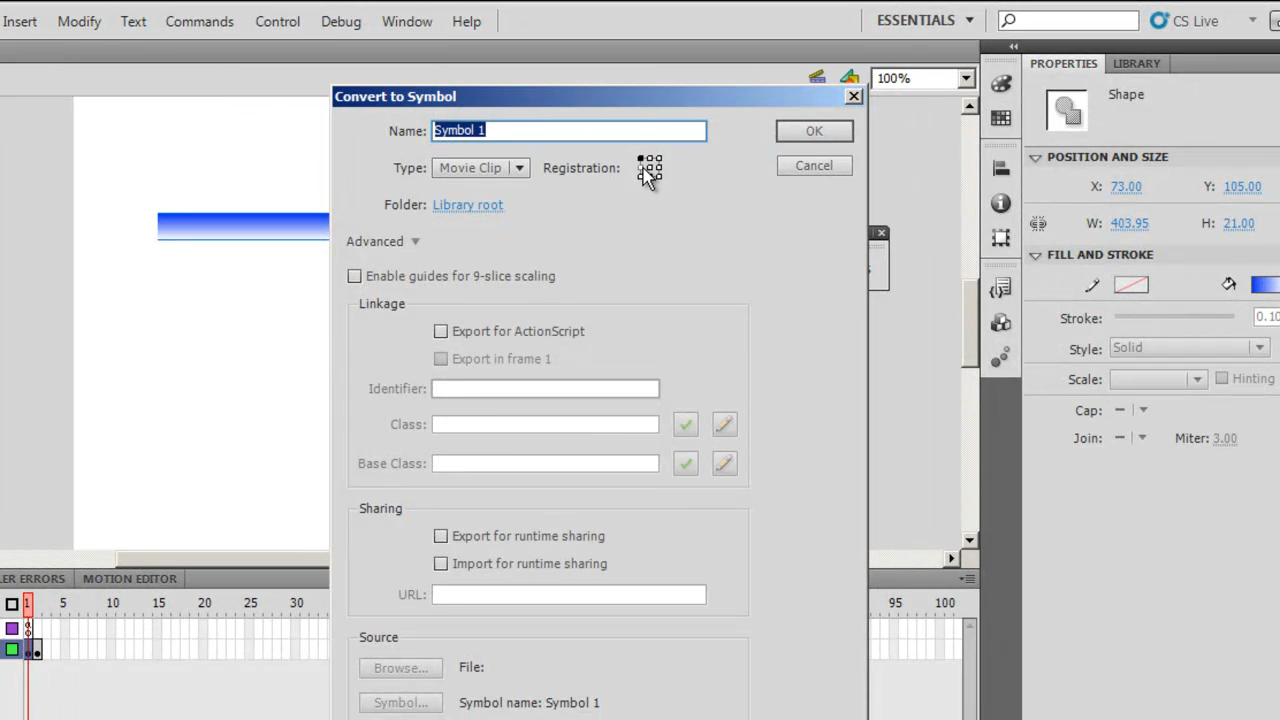 Insert Modify Text Commands Control Debug Window Help ESSENTIALS CS Live
100%
PROPERTIES LIBRARY
Shape
POSITION AND SIZE
X: 73.00 Y: 105.00
W: 403.95 H: 21.00
FILL AND STROKE
Stroke: 0.10
Style: Solid
Scale: Hinting
Cap:
Join: Miter: 3.00
Convert to Symbol
Name: Symbol 1 OK
Type: Movie Clip Registration: Cancel
Folder: Library root
Advanced
Enable guides for 9-slice scaling
Linkage
Export for ActionScript
Export in frame 1
Identifier:
Class:
Base Class:
Sharing
Export for runtime sharing
Import for runtime sharing
URL:
Source
Browse... File:
Symbol... Symbol name: Symbol 1
LER ERRORS MOTION EDITOR
1 5 10 15 20 25 30 95 100